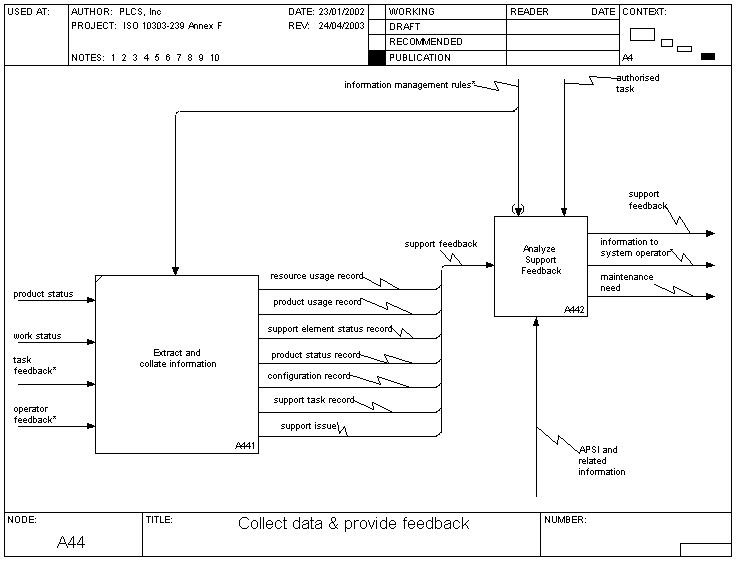 USED AT:
AUTHOR: PLCS, Inc
DATE: 23/01/2002
WORKING
READER
DATE
CONTEXT:
PROJECT: ISO 10303-239 Annex F
REV: 24/04/2003
DRAFT
RECOMMENDED
NOTES: 1 2 3 4 5 6 7 8 9 10
PUBLICATION
A4
information management rules*
authorised
task
support
feedback
support feedback
Analyze
Support
Feedback
A442
information to
system operator*
maintenance
need
product status
work status
task
feedback*
operator
feedback*
Extract and
collate information
A441
resource usage record
product usage record
support element status record
product status record
configuration record
support task record
support issue
APSI and
related
information
NODE:
A44
TITLE:
Collect data & provide feedback
NUMBER: